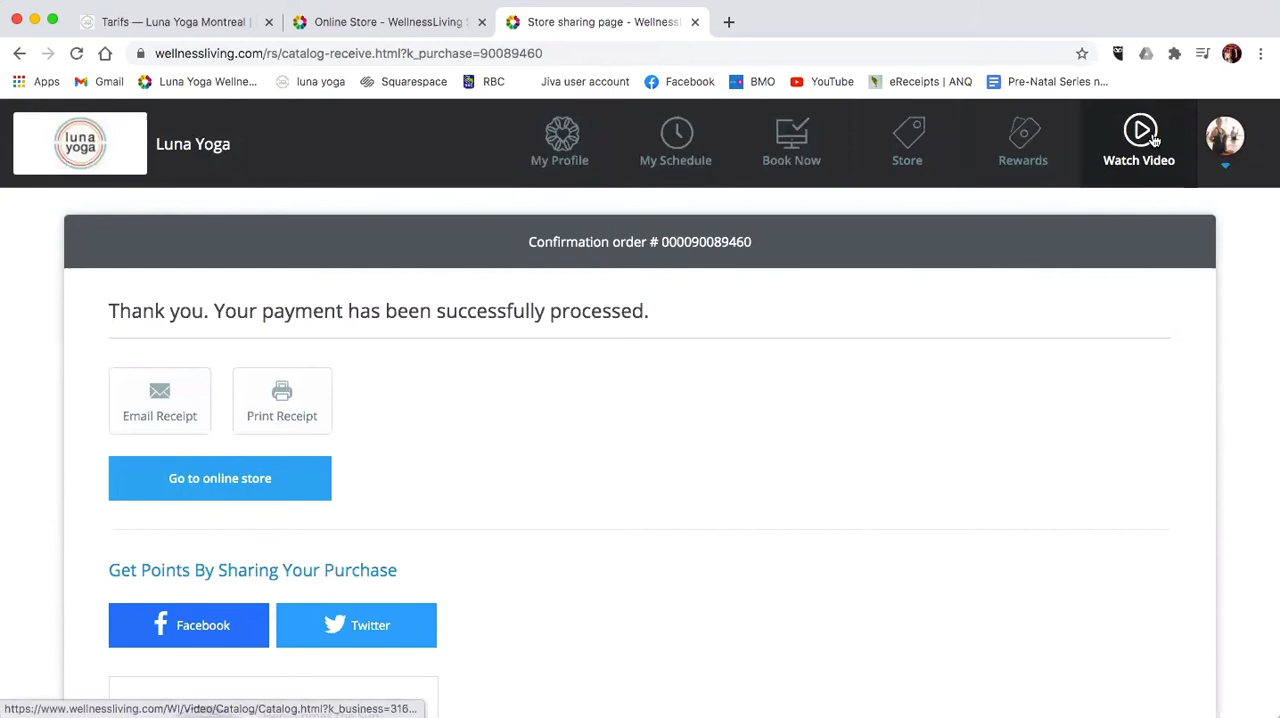 Tarifs — Luna Yoga Montreal |
Online Store - WellnessLiving S
Store sharing page - Wellnessl
wellnessliving.com/rs/catalog-receive.html?k_purchase=90089460
Apps
Gmail
Luna Yoga Wellne...
luna yoga
Squarespace
RBC
Jiva user account
Facebook
BMO
YouTube
eReceipts | ANQ
Pre-Natal Series n...
luna
yoga
Luna Yoga
My Profile
My Schedule
Book Now
Store
Rewards
Watch Video
Confirmation order # 000090089460
Thank you. Your payment has been successfully processed.
Email Receipt
Print Receipt
Go to online store
Get Points By Sharing Your Purchase
Facebook
Twitter
https://www.wellnessliving.com/Wl/Video/Catalog/Catalog.html?k_business=316...